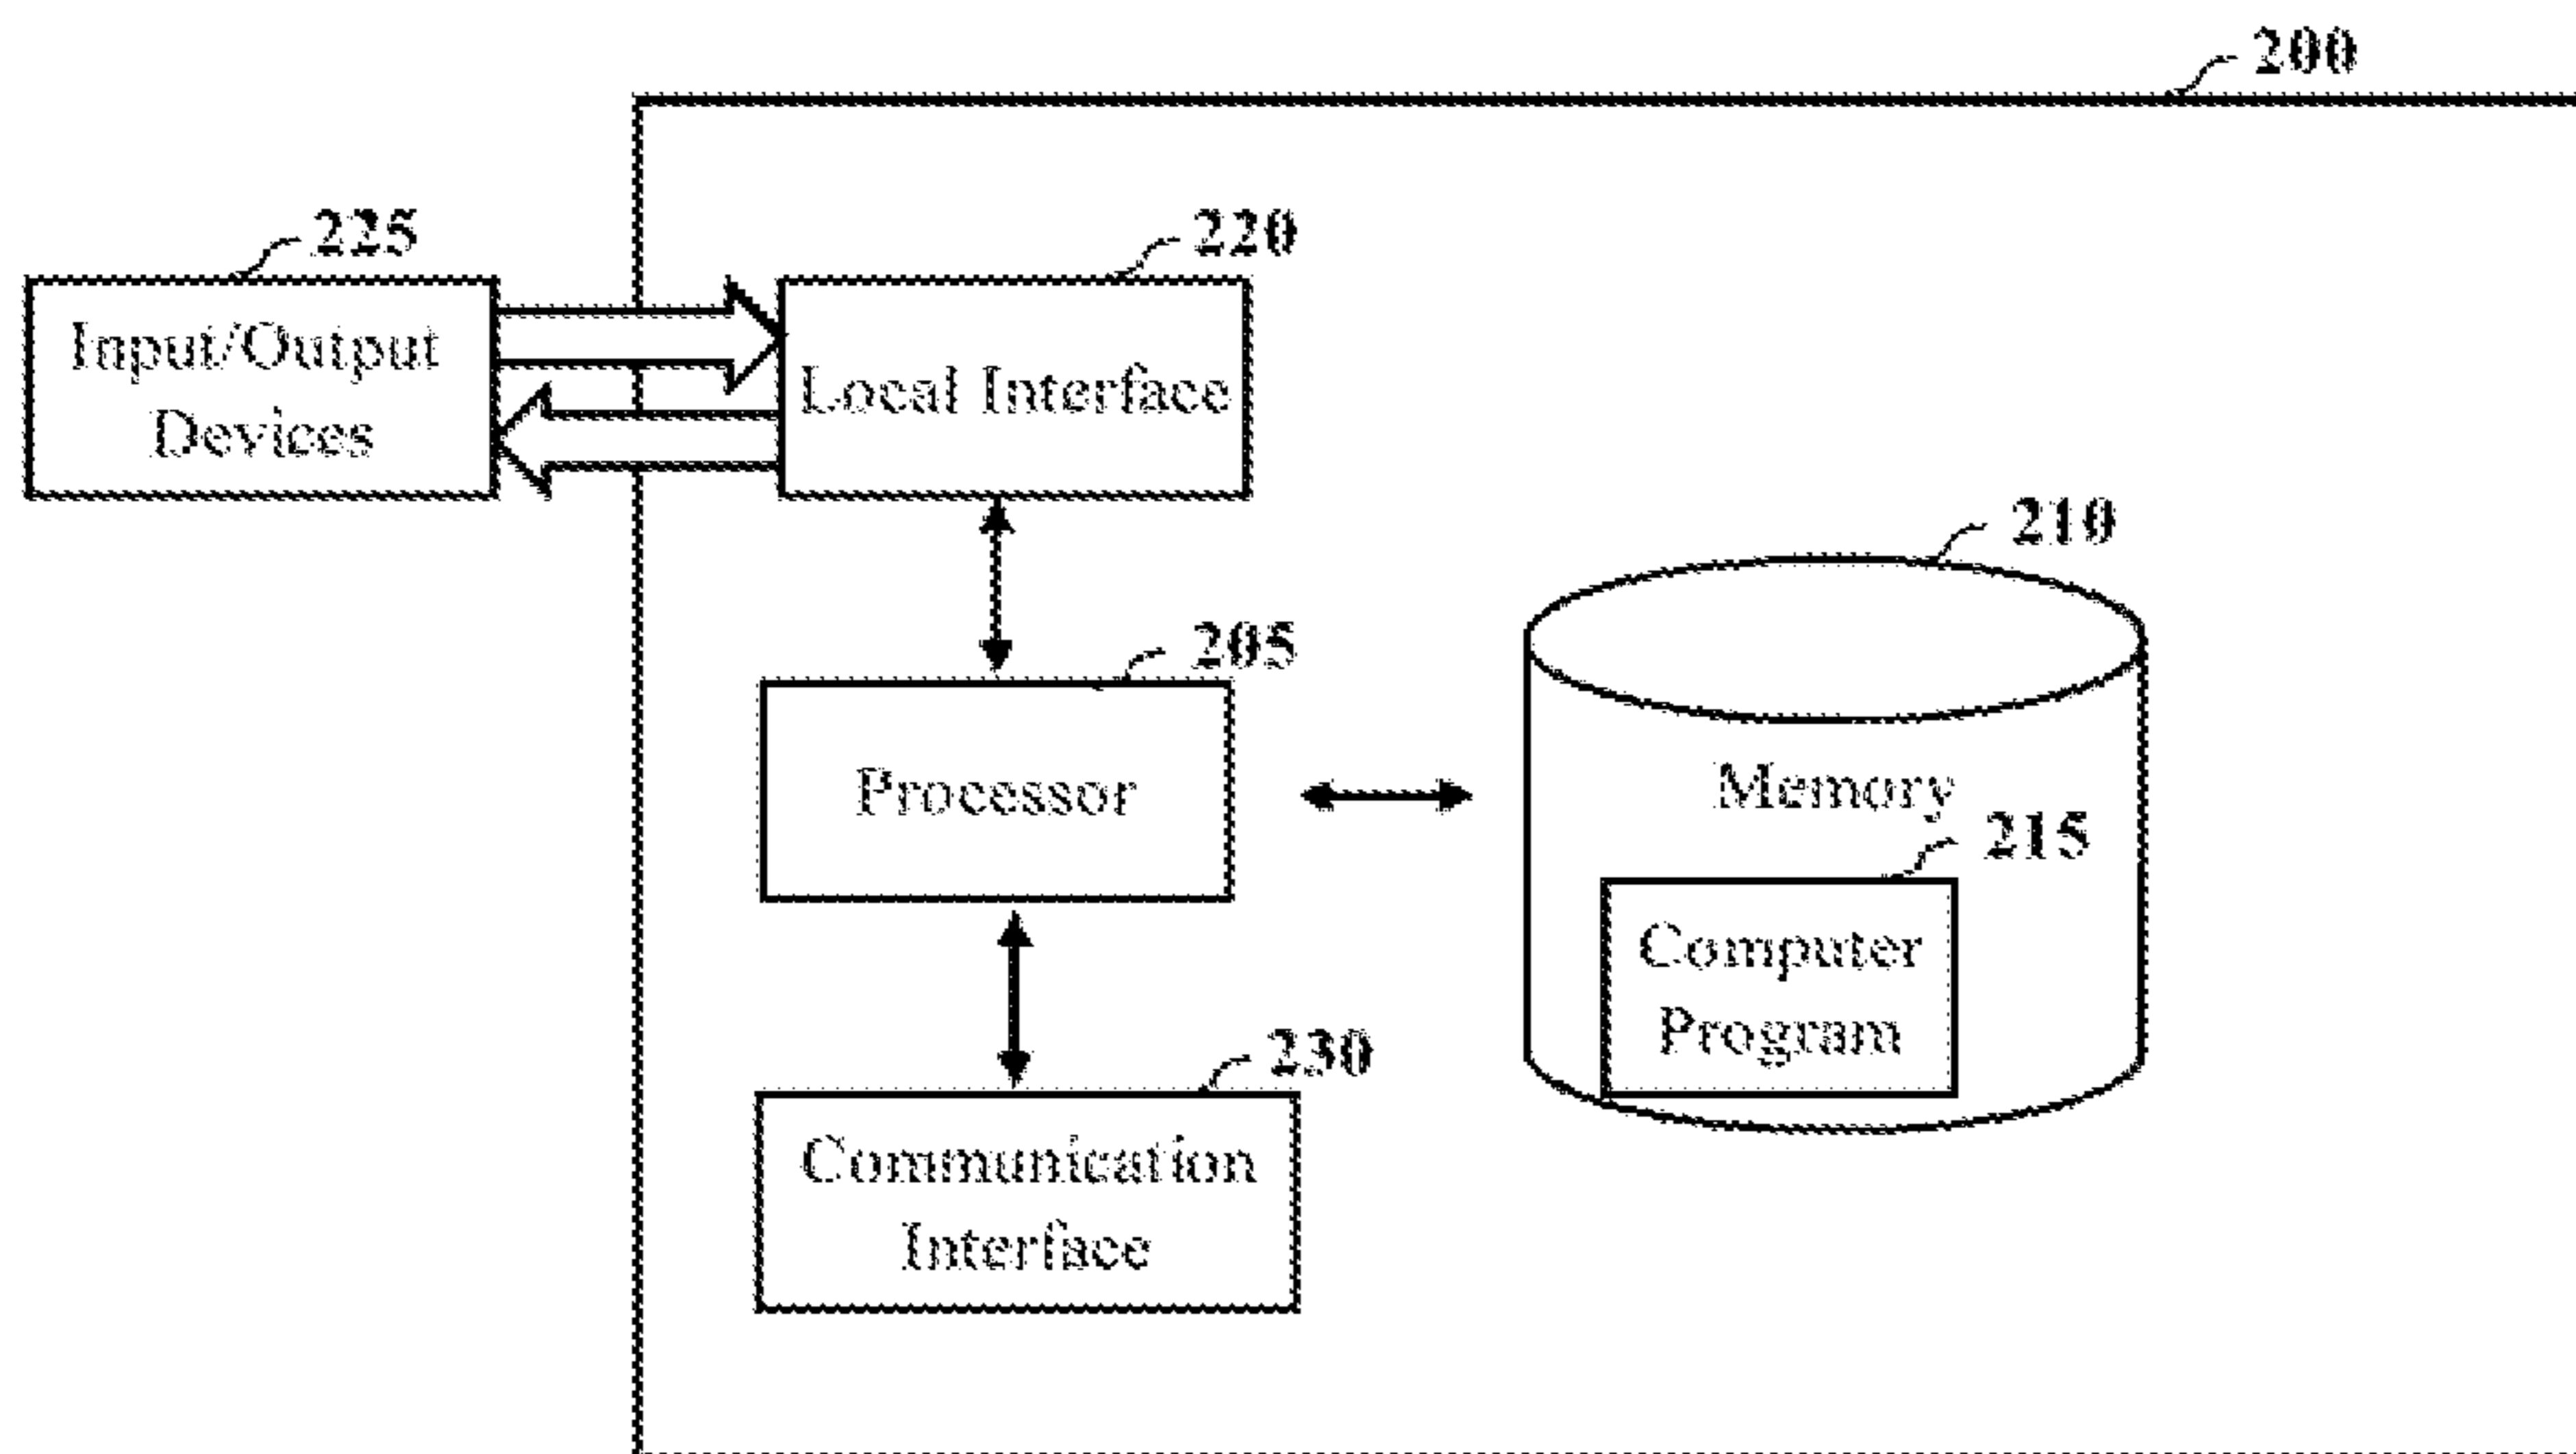 200
225
220
Input/Output
Devices
Local Interface
210
205
Processor
Memory
215
Computer
Program
230
Communication
Interface